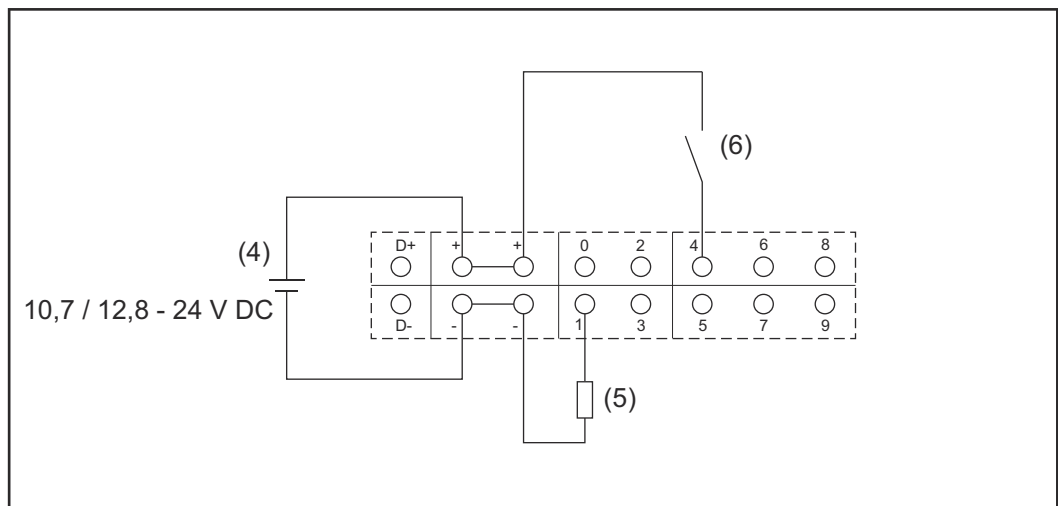 (6)
(4)
10,7 / 12,8 - 24 V DC
D+ + + 0 2 4 6 8
D- - - 1 3 5 7 9
(5)